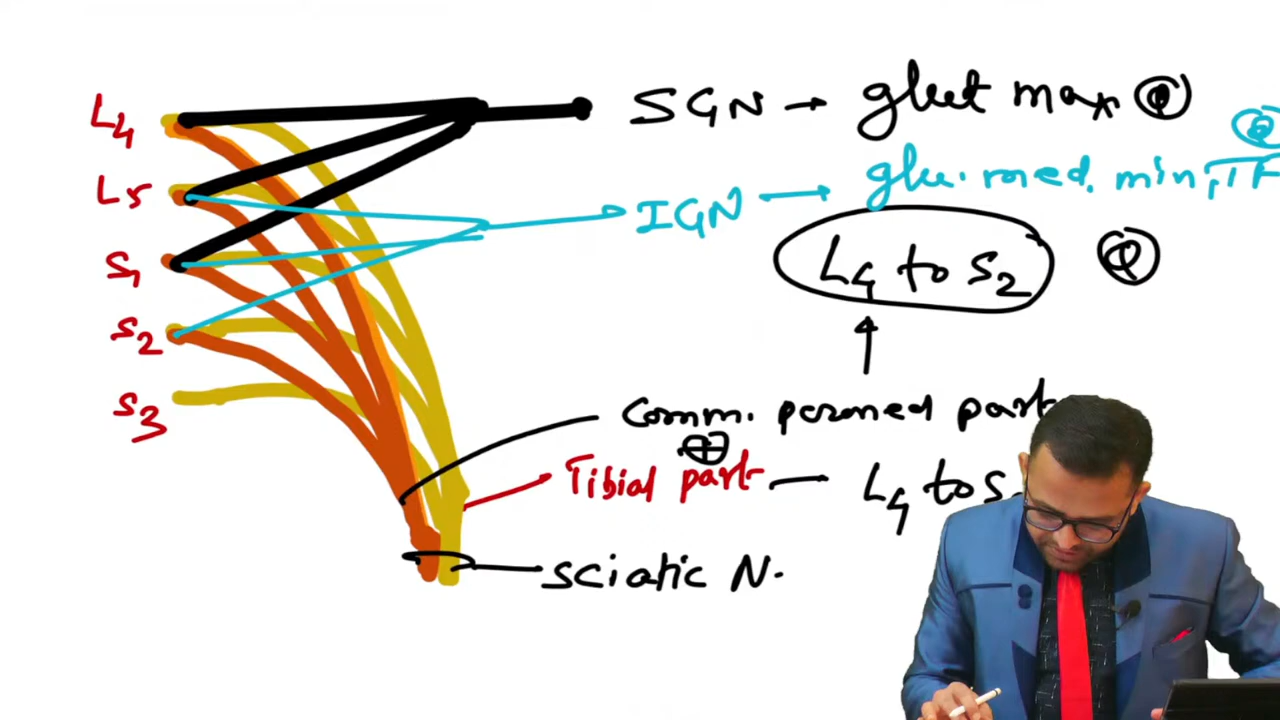 L4
L5
S1
S2
S3
SGN → glut max
IGN → glu. med. min, TF
L4 to S2
comm. peroneal part
Tibial part — L4 to S
Sciatic N.